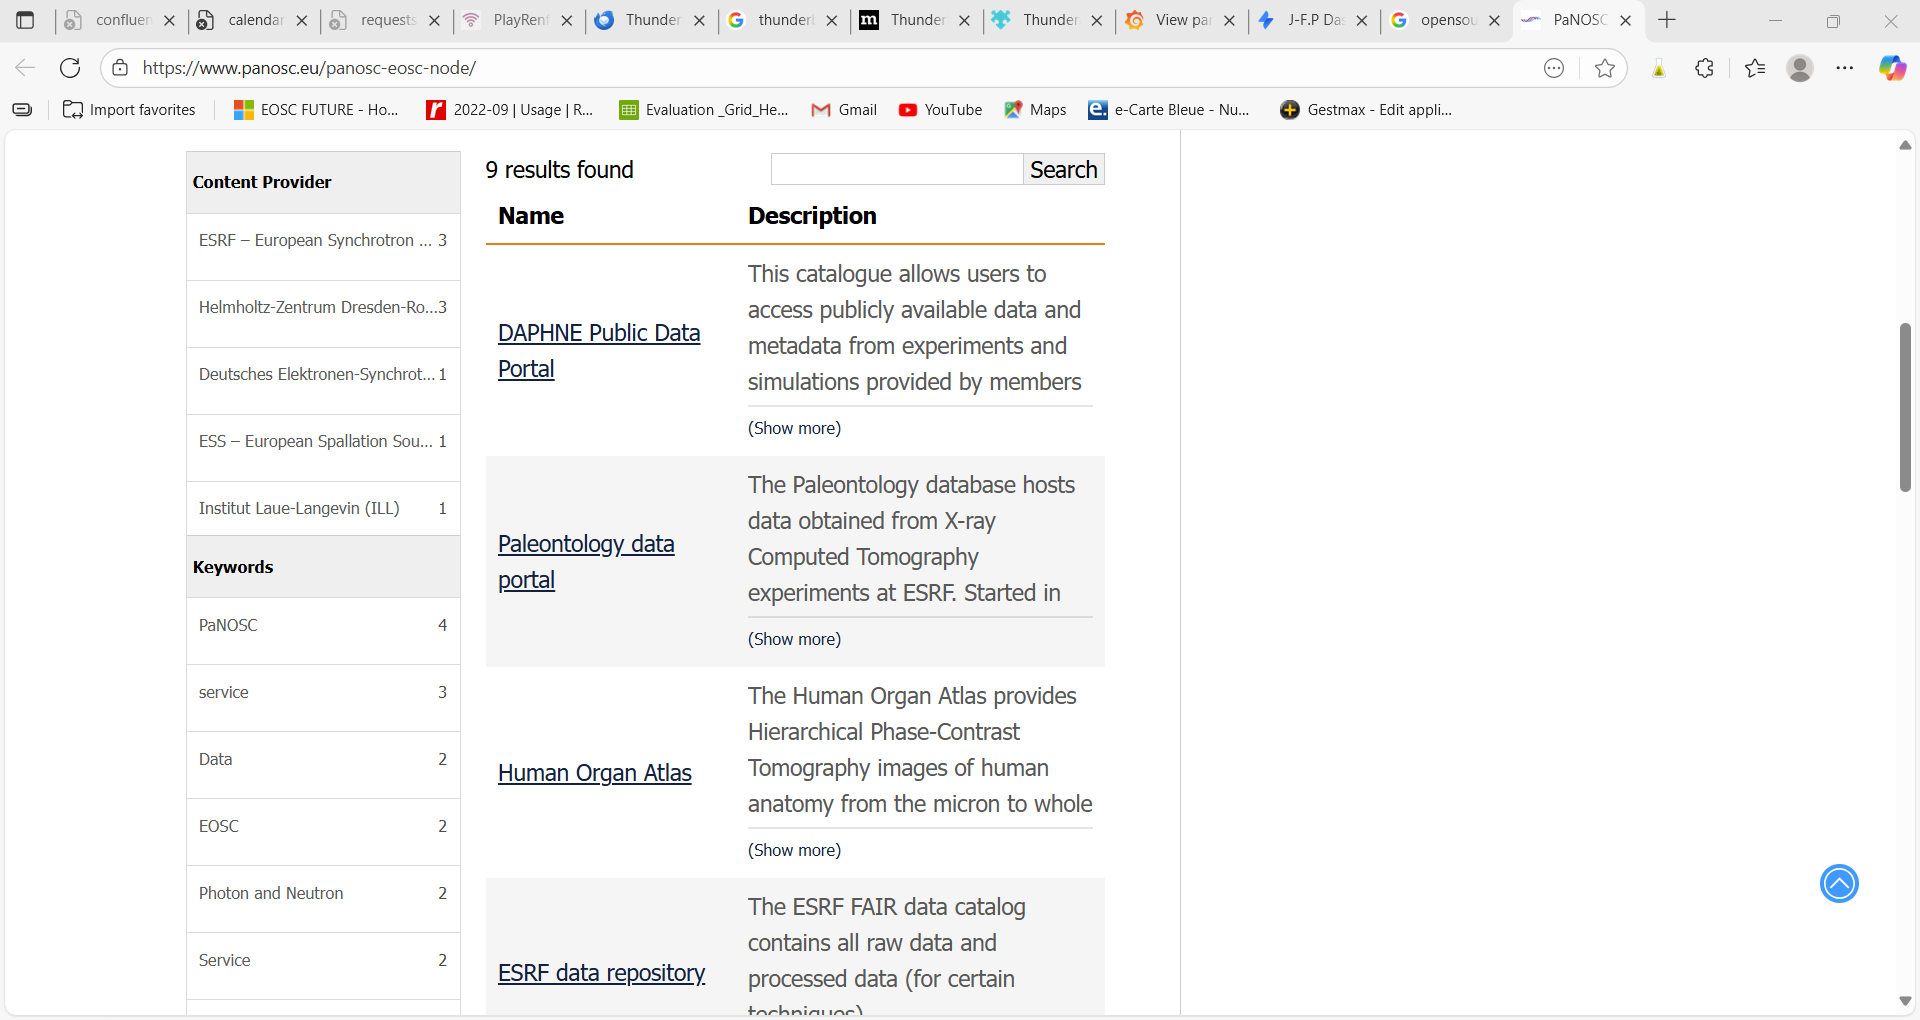 confluen
calendar
requests
PlayRenf
Thunder
thunderb
Thunder
Thunder
View pan
J-F.P Das
opensou
PaNOSC
https://www.panosc.eu/panosc-eosc-node/
Import favorites
EOSC FUTURE - Ho...
2022-09 | Usage | R...
Evaluation _Grid_He...
Gmail
YouTube
Maps
e-Carte Bleue - Nu...
Gestmax - Edit appli...
Content Provider
ESRF – European Synchrotron ... 3
Helmholtz-Zentrum Dresden-Ro...3
Deutsches Elektronen-Synchrot... 1
ESS – European Spallation Sou... 1
Institut Laue-Langevin (ILL) 1
Keywords
PaNOSC 4
service 3
Data 2
EOSC 2
Photon and Neutron 2
Service 2
9 results found
Search
Name Description
DAPHNE Public Data
Portal
This catalogue allows users to
access publicly available data and
metadata from experiments and
simulations provided by members
(Show more)
Paleontology data
portal
The Paleontology database hosts
data obtained from X-ray
Computed Tomography
experiments at ESRF. Started in
(Show more)
Human Organ Atlas
The Human Organ Atlas provides
Hierarchical Phase-Contrast
Tomography images of human
anatomy from the micron to whole
(Show more)
ESRF data repository
The ESRF FAIR data catalog
contains all raw data and
processed data (for certain
techniques)